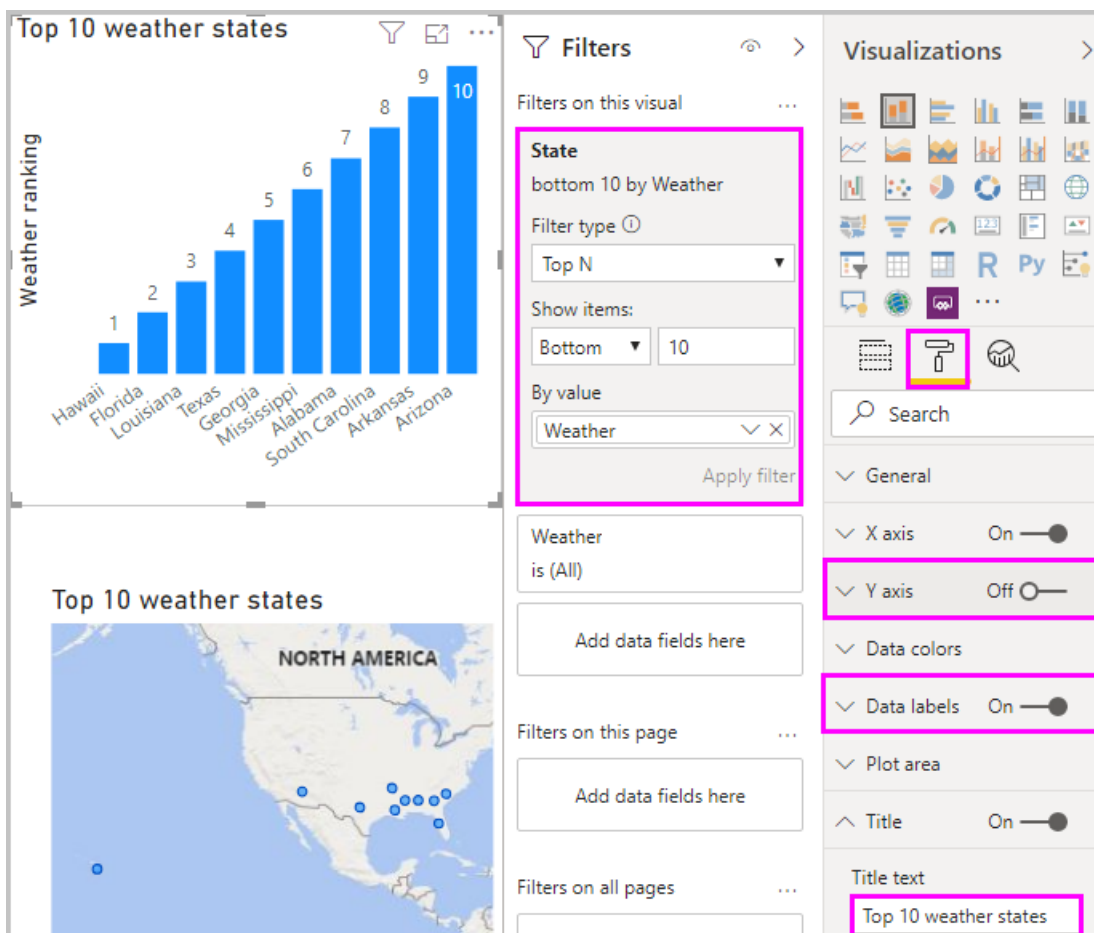 Top 10 weather states
Weather ranking
1
2
3
4
5
6
7
8
9
10
Hawaii
Florida
Louisiana
Texas
Georgia
Mississippi
Alabama
South Carolina
Arkansas
Arizona
Top 10 weather states
NORTH AMERICA
Filters
Filters on this visual
...
State
bottom 10 by Weather
Filter type
Top N
Show items:
Bottom 10
By value
Weather
Apply filter
Weather
is (All)
Add data fields here
Filters on this page
...
Add data fields here
Filters on all pages
...
Visualizations
123
R Py
...
Search
General
X axis On
Y axis Off
Data colors
Data labels On
Plot area
Title On
Title text
Top 10 weather states